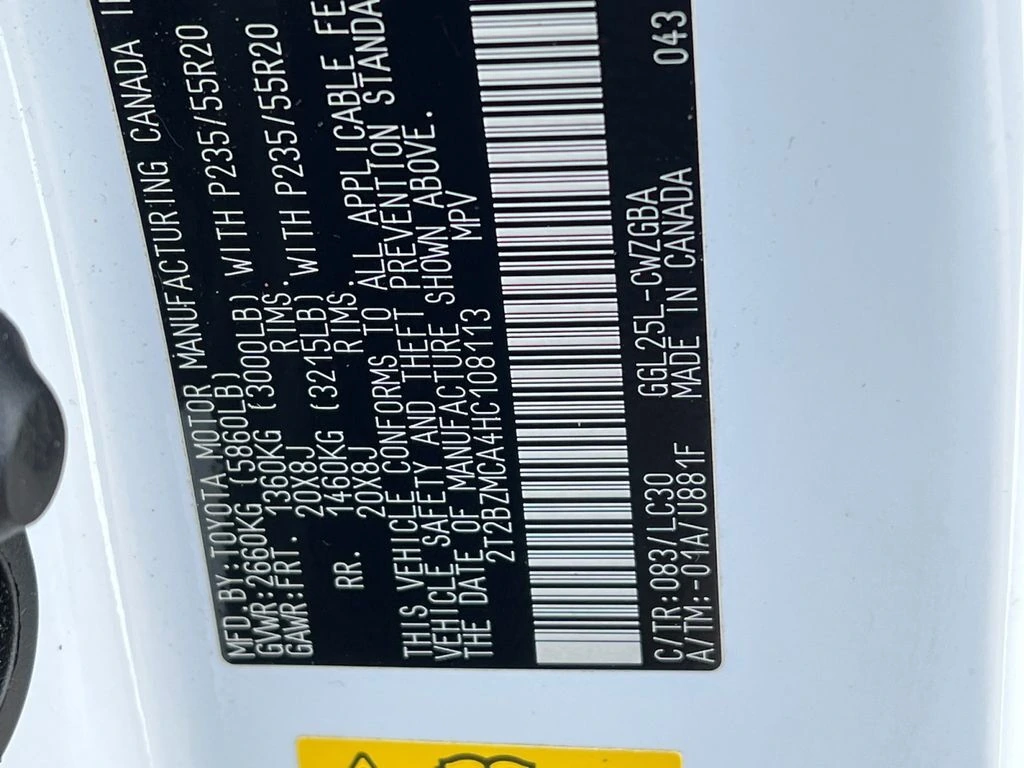 MFD.BY:TOYOTA MOTOR MANUFACTURING CANADA
GVWR:2660KG (5860LB)
GAWR:FRT. 1360KG (3000LB) WITH P235/55R20
20X8J RIMS.
RR. 1460KG (3215LB) WITH P235/55R20
20X8J RIMS.
THIS VEHICLE CONFORMS TO ALL APPLICABLE
VEHICLE SAFETY AND THEFT PREVENTION
THE DATE OF MANUFACTURE SHOWN ABOVE.
2T2BZMCA4HC108113 MPV
C/TR:083/LC30 GGL25L-CWZGBA 043
A/TM:-01A/U881F MADE IN CANADA